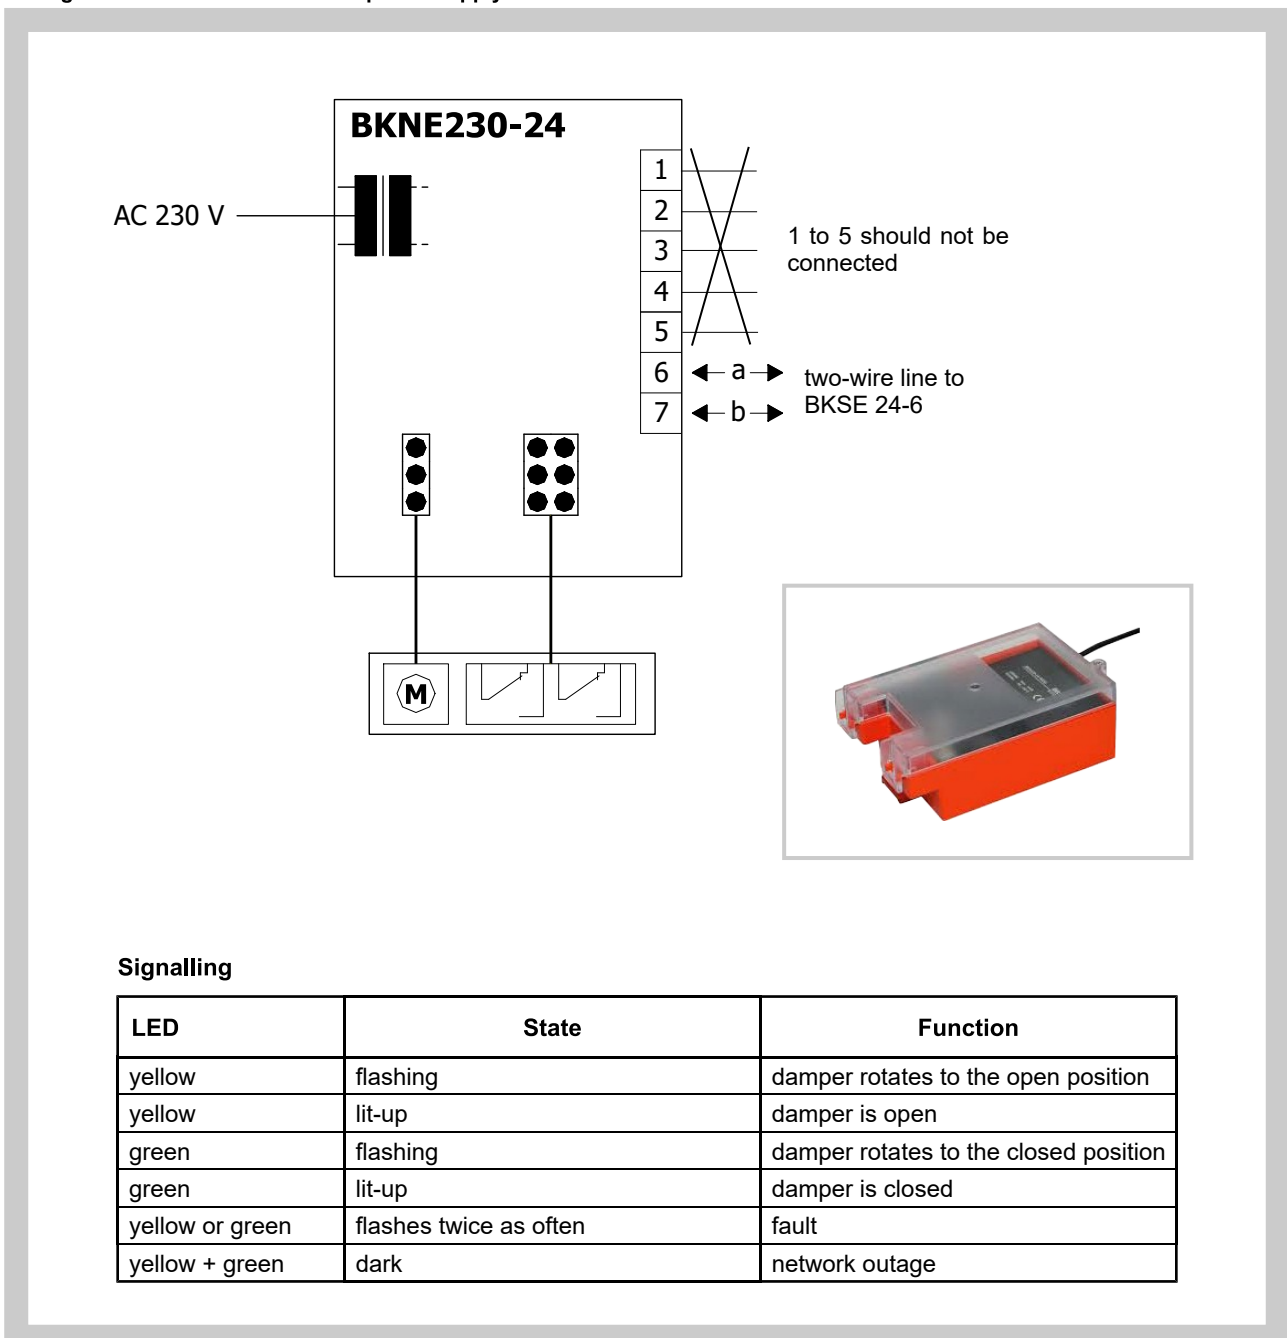 BKNE230-24
AC 230 V
1
2
3
4
5
6
7
1 to 5 should not be
connected
a
b
two-wire line to
BKSE 24-6
M
Signalling
LED State Function
yellow flashing damper rotates to the open position
yellow lit-up damper is open
green flashing damper rotates to the closed position
green lit-up damper is closed
yellow or green flashes twice as often fault
yellow + green dark network outage